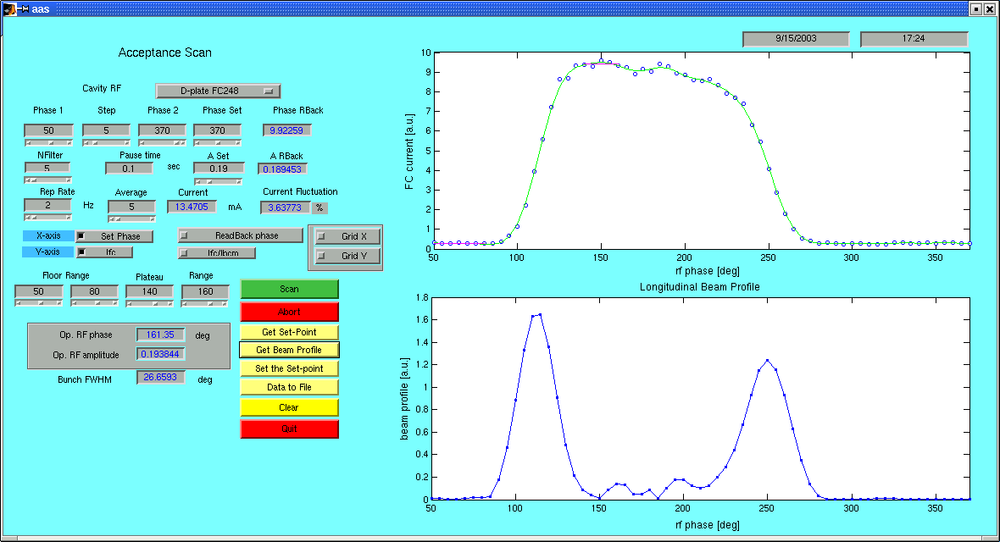 aas
9/15/2003 17:24
Acceptance Scan
Cavity RF D-plate FC248
Phase 1 Step Phase 2 Phase Set Phase RBack
50 5 370 370 9.92259
NFilter Pause time A Set A RBack
5 0.1 sec 0.19 0.189453
Rep Rate Average Current Current Fluctuation
2 Hz 5 13.4705 mA 3.63773 %
X-axis Set Phase ReadBack phase Grid X
Y-axis Ifc Ifc/Ibcm Grid Y
Floor Range Plateau Range
50 80 140 160
Scan
Abort
Get Set-Point
Get Beam Profile
Set the Set-point
Data to File
Clear
Quit
Op. RF phase 161.35 deg
Op. RF amplitude 0.193844
Bunch FWHM 26.6593 deg
FC current [a.u.]
10
9
8
7
6
5
4
3
2
1
0
50 100 150 200 250 300 350
rf phase [deg]
Longitudinal Beam Profile
beam profile [a.u.]
1.8
1.6
1.4
1.2
1
0.8
0.6
0.4
0.2
0
50 100 150 200 250 300 350
rf phase [deg]